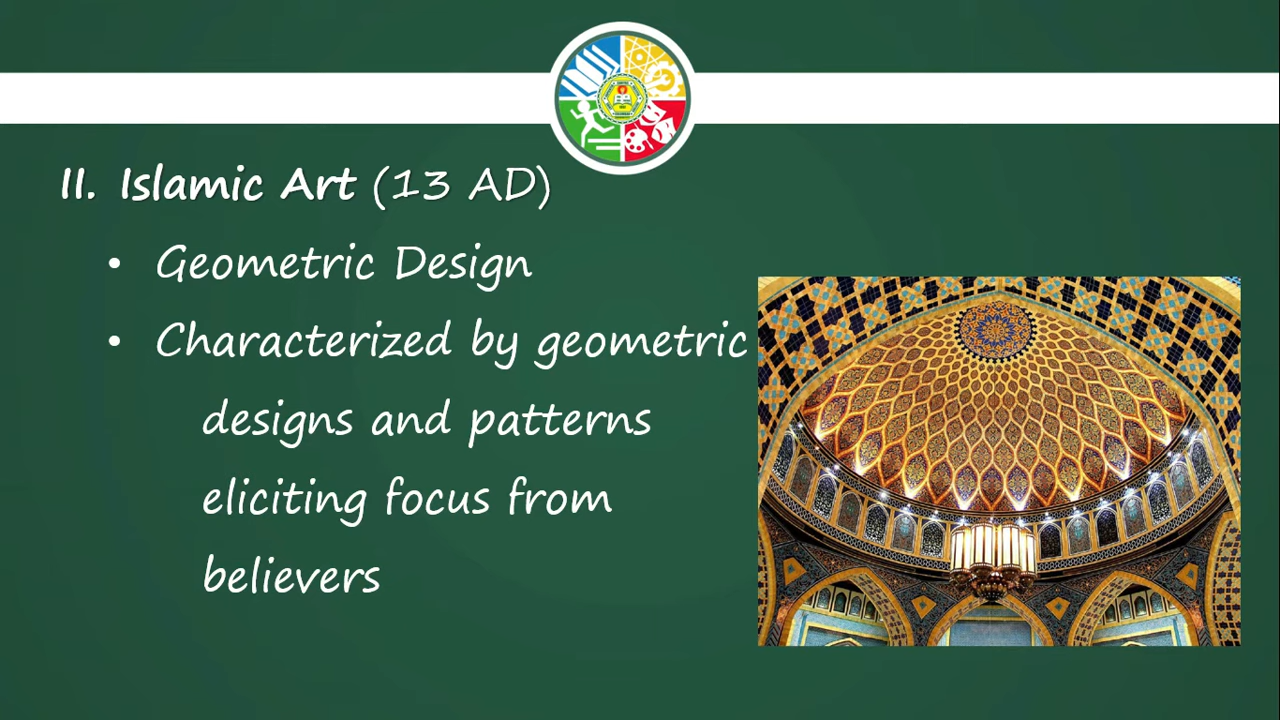 II. Islamic Art (13 AD)
• Geometric Design
• Characterized by geometric
designs and patterns
eliciting focus from
believers